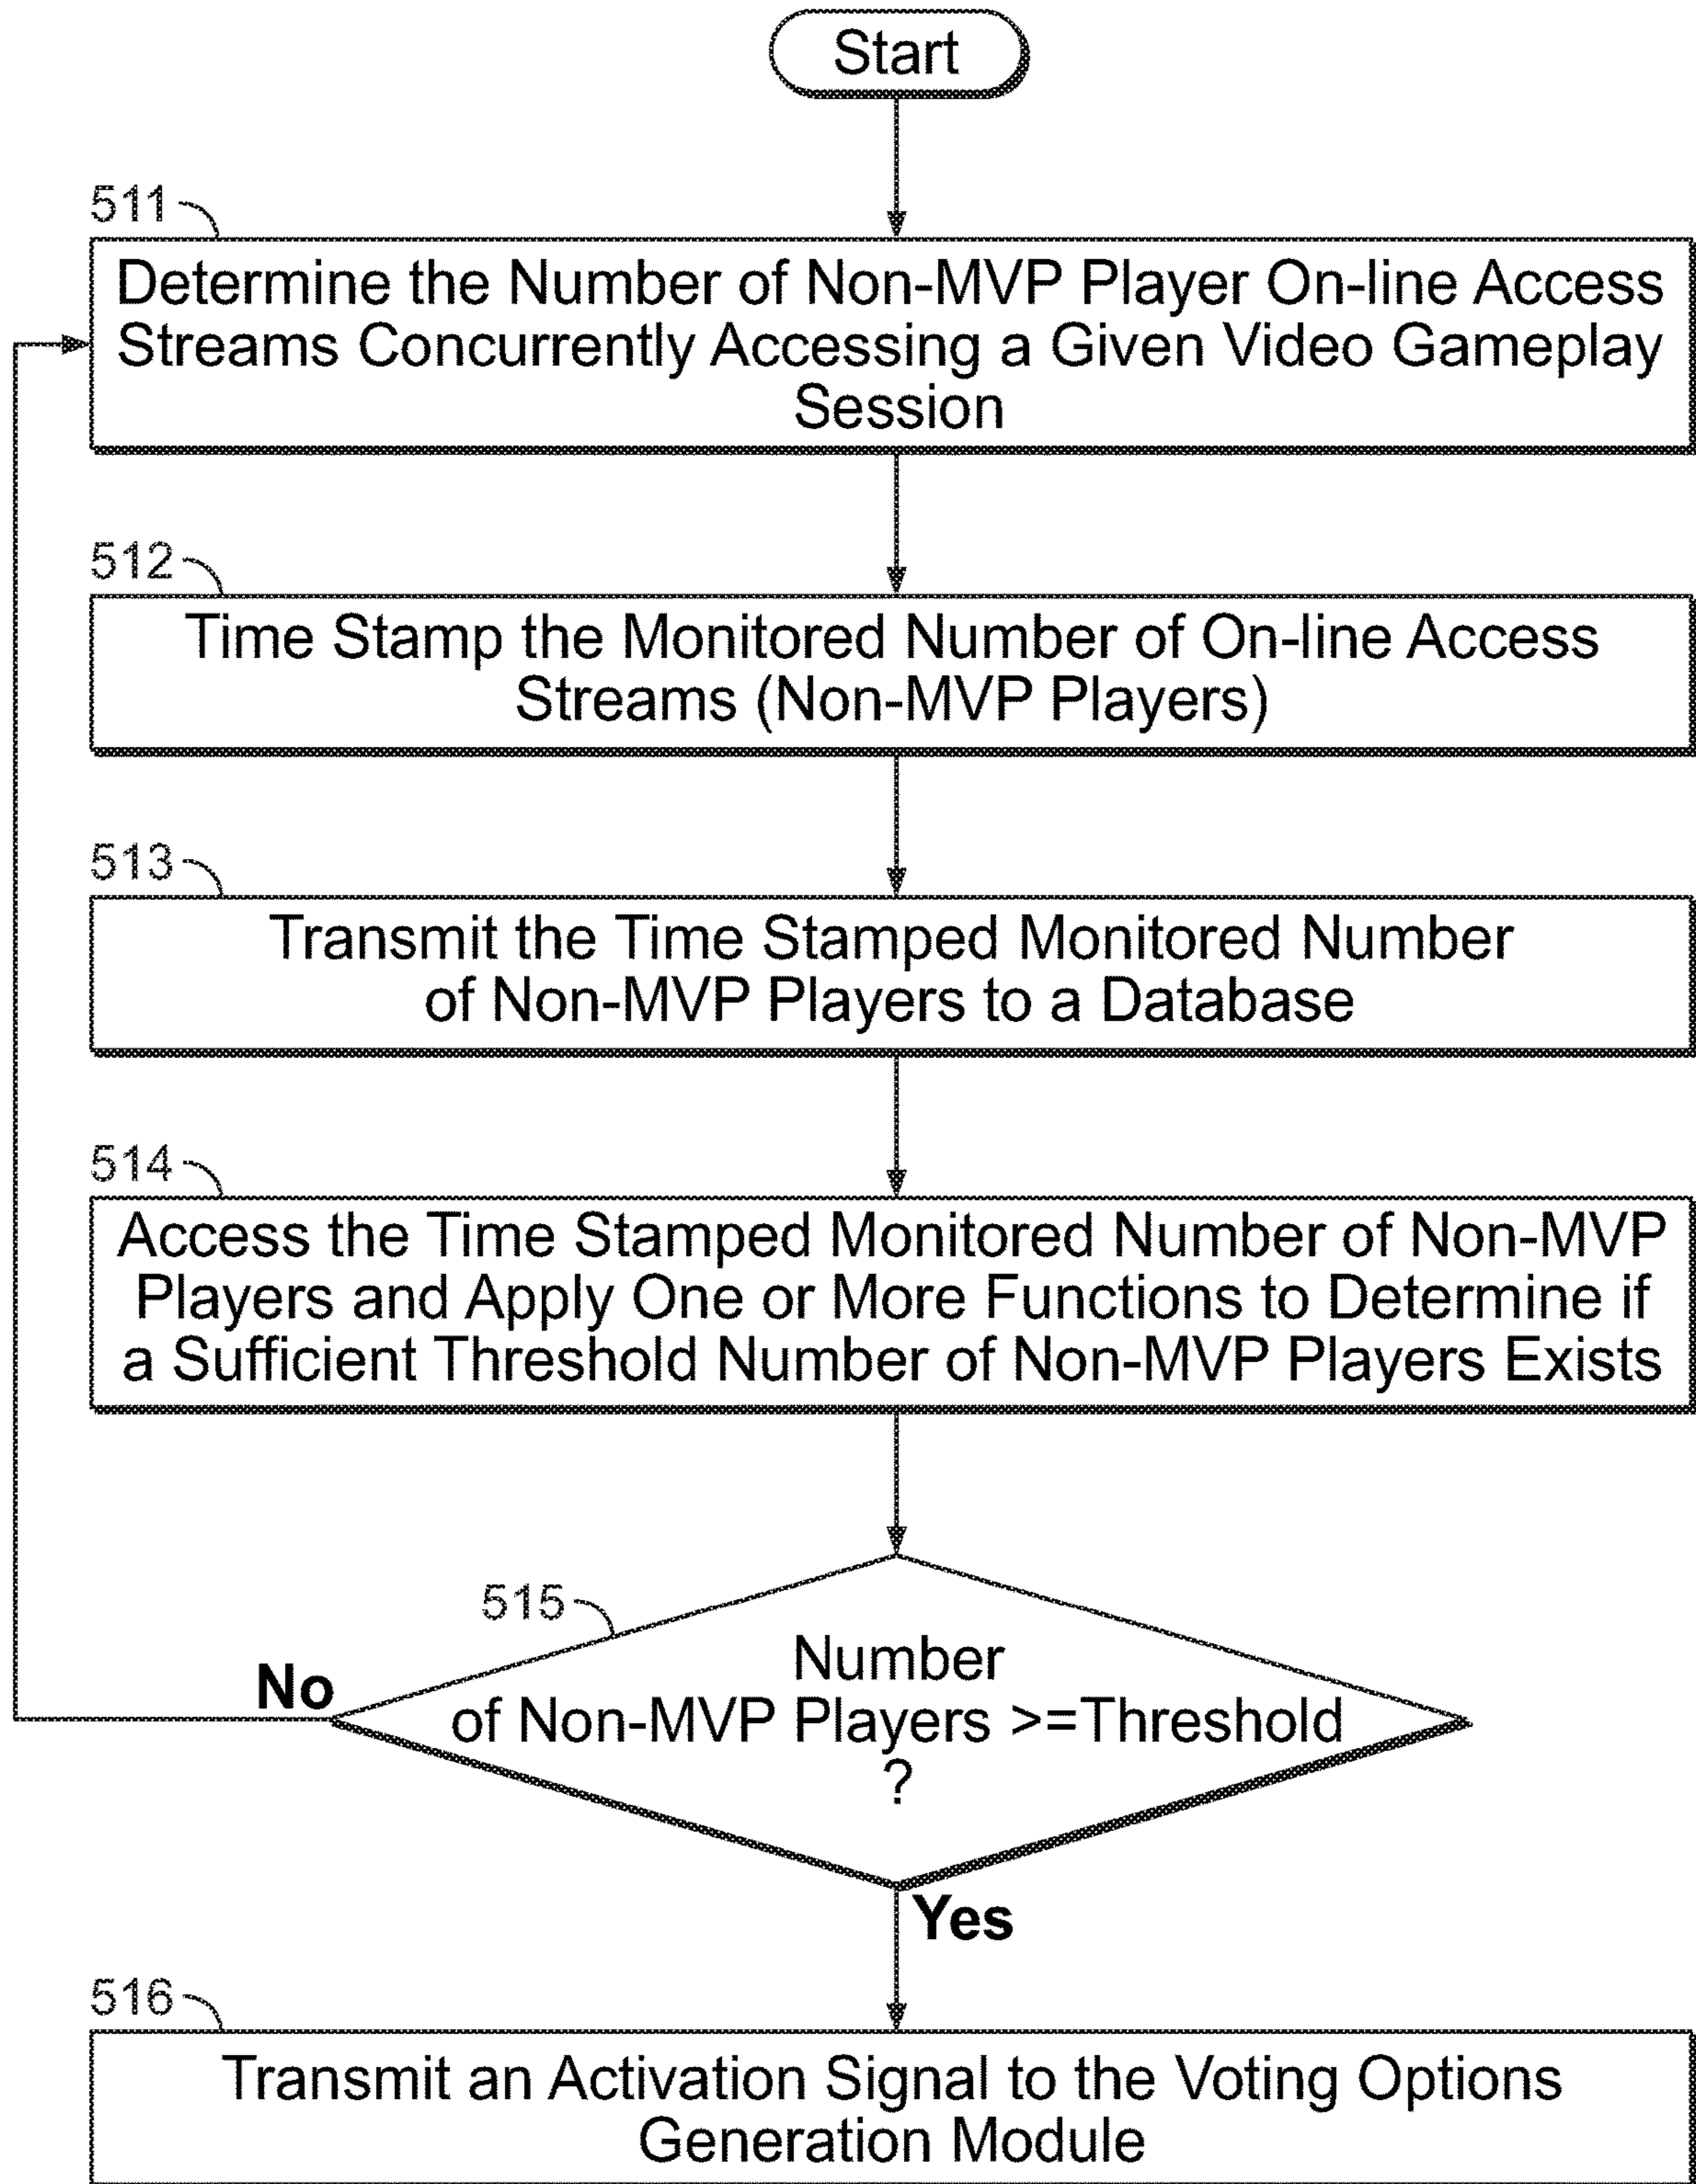 Start
511
Determine the Number of Non-MVP Player On-line Access
Streams Concurrently Accessing a Given Video Gameplay
Session
512
Time Stamp the Monitored Number of On-line Access
Streams (Non-MVP Players)
513
Transmit the Time Stamped Monitored Number
of Non-MVP Players to a Database
514
Access the Time Stamped Monitored Number of Non-MVP
Players and Apply One or More Functions to Determine if
a Sufficient Threshold Number of Non-MVP Players Exists
515
Number
of Non-MVP Players >=Threshold
?
No
Yes
516
Transmit an Activation Signal to the Voting Options
Generation Module